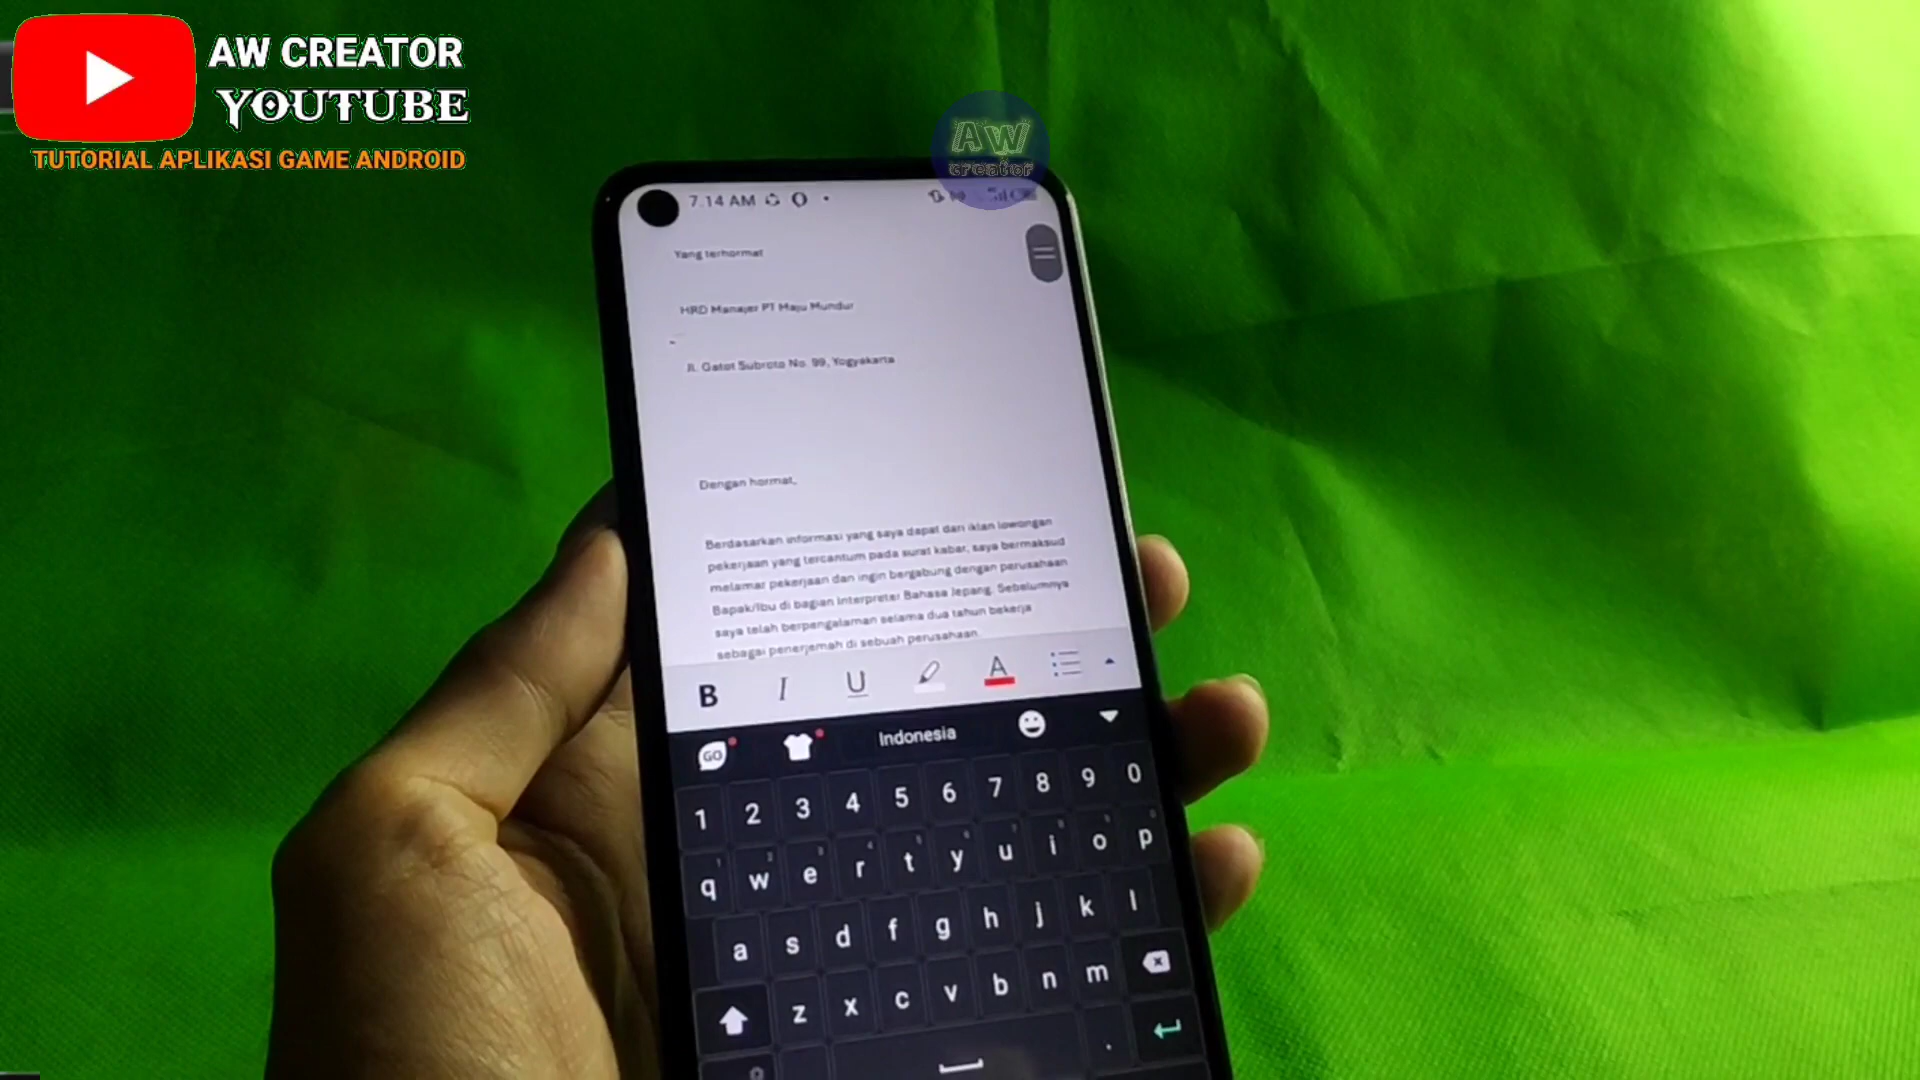 AW CREATOR
YOUTUBE
TUTORIAL APLIKASI GAME ANDROID
AW
creator
7.14 AM
Yang terhormat
HRD Manajer PT Maju Mundur
Jl. Gatot Subroto No. 99, Yogyakarta
Dengan hormat,
Berdasarkan informasi yang saya dapat dari iklan lowongan
pekerjaan yang tercantum pada surat kabar, saya bermaksud
melamar pekerjaan dan ingin bergabung dengan perusahaan
Bapak/Ibu di bagian Interpreter Bahasa Jepang. Sebelumnya
saya telah berpengalaman selama dua tahun bekerja
sebagai penerjemah di sebuah perusahaan.
B I U A
GO Indonesia
1 2 3 4 5 6 7 8 9 0
q w e r t y u i o p
a s d f g h j k l
z x c v b n m
.